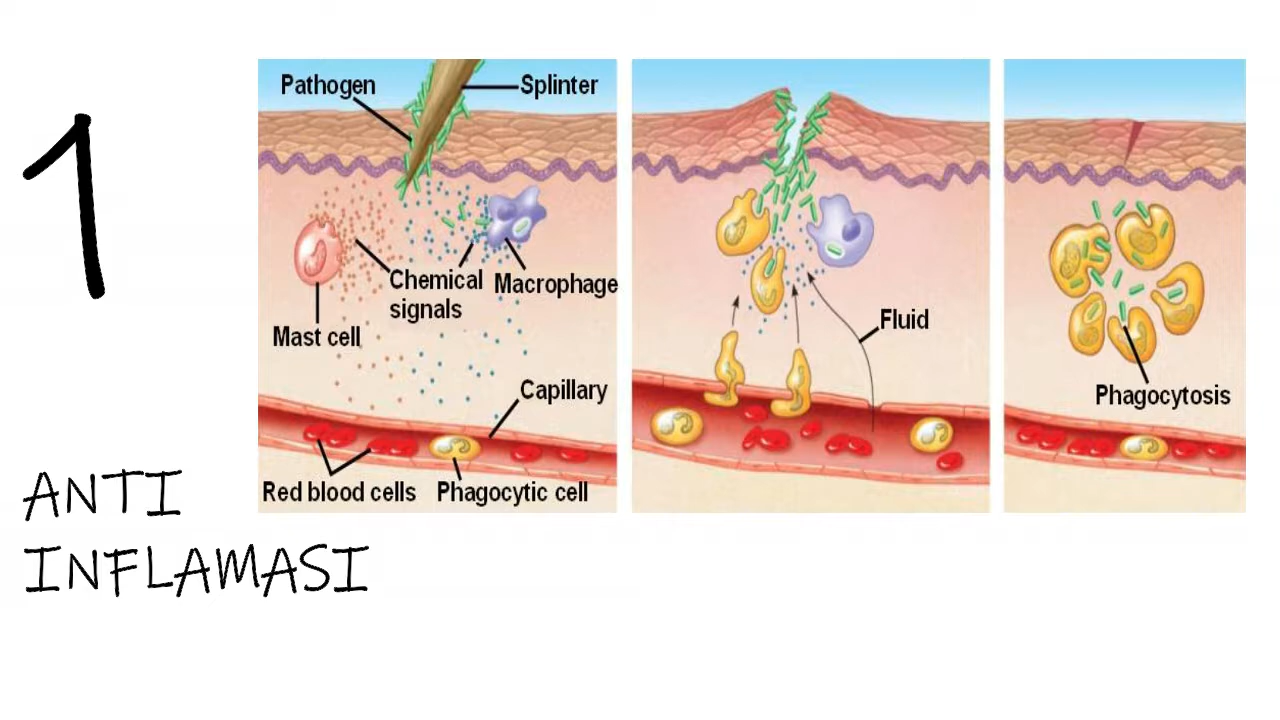 1
Pathogen
Splinter
Chemical
signals
Macrophage
Mast cell
Capillary
Red blood cells
Phagocytic cell
Fluid
Phagocytosis
ANTI
INFLAMASI